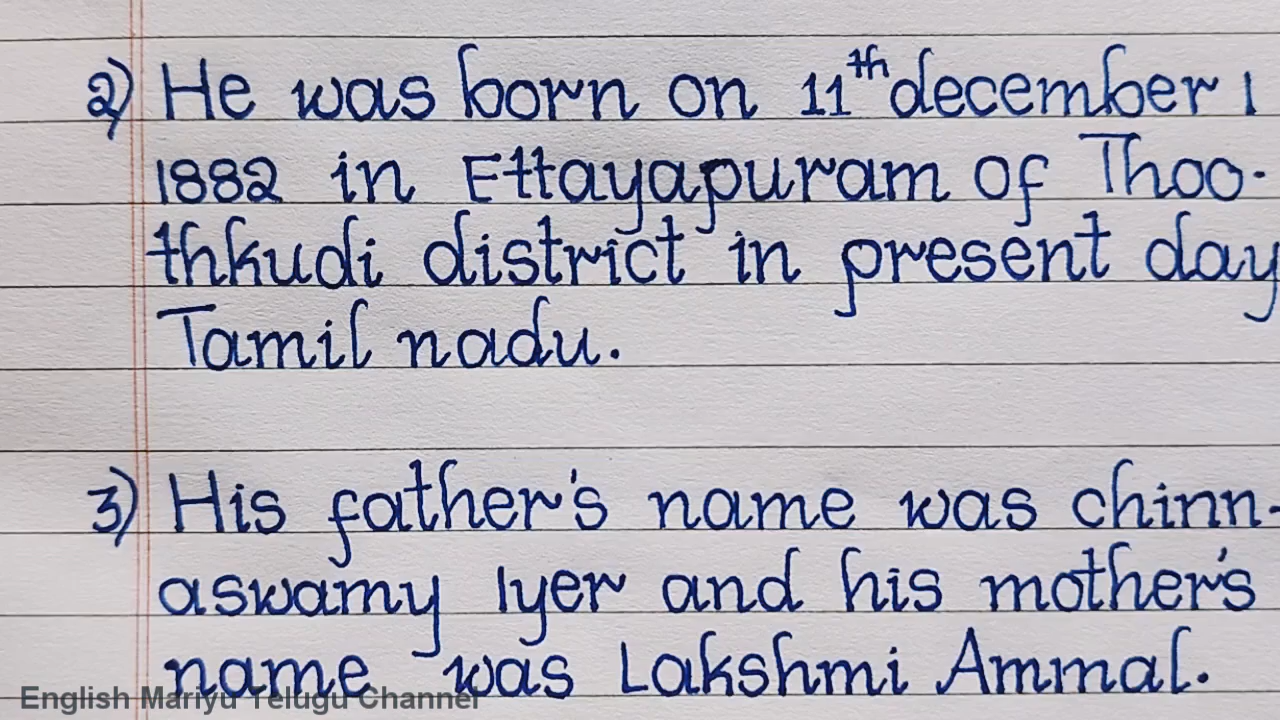 2) He was born on 11th december 1
1882 in Ettayapuram of Thoo-
thkudi district in present day
Tamil nadu.
3) His father's name was chinn-
aswamy Iyer and his mother's
name was Lakshmi Ammal.
English Mariyu Telugu Channel